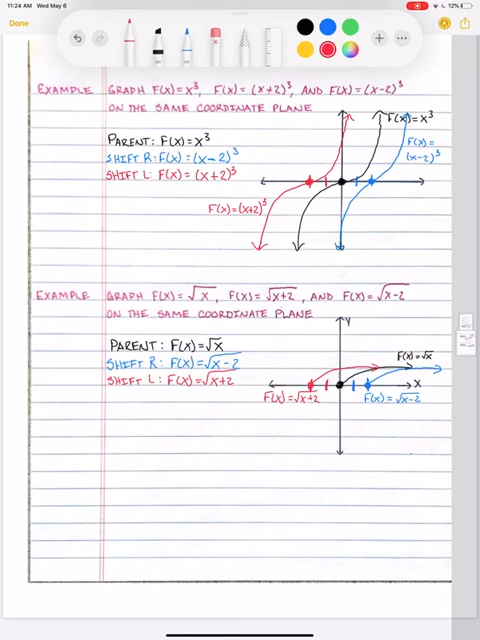 11:24 AM Wed May 6
12%
Done
EXAMPLE GRAPH F(x)=x³, F(x)=(x+2)³, AND F(x)=(x-2)³
ON THE SAME COORDINATE PLANE
PARENT: F(x)=x³
SHIFT R: F(x)=(x-2)³
SHIFT L: F(x)=(x+2)³
F(x)=x³
F(x)=
(x-2)³
F(x)=(x+2)³
EXAMPLE GRAPH F(x)=√x, F(x)=√x+2, AND F(x)=√x-2
ON THE SAME COORDINATE PLANE
PARENT: F(x)=√x
SHIFT R: F(x)=√x-2
SHIFT L: F(x)=√x+2
Y
F(x)=√x
X
F(x)=√x+2
F(x)=√x-2